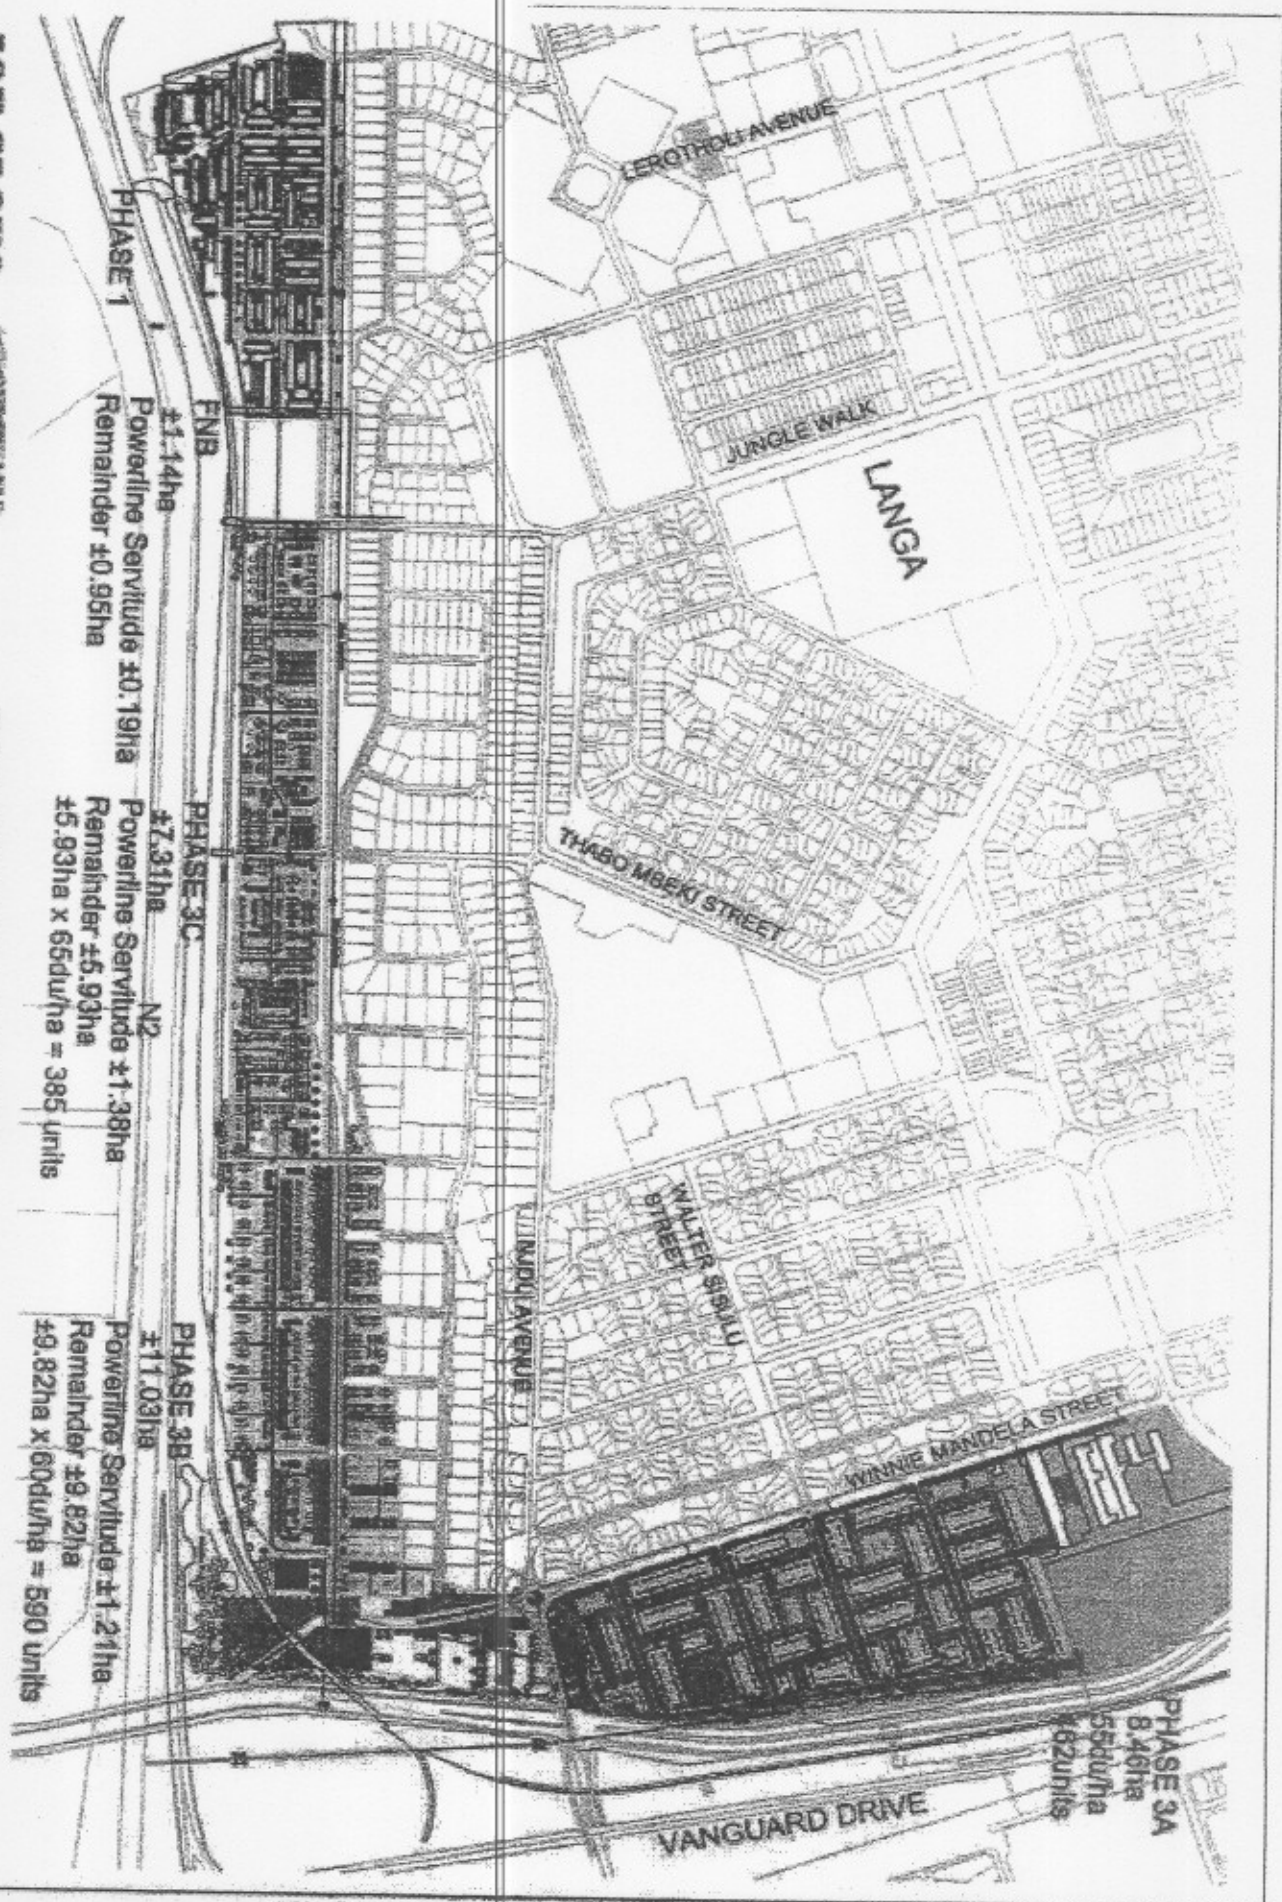 LEROTHOLI AVENUE
JUNGLE WALK
LANGA
THABO MBEKI STREET
WALTER SISULU
STREET
WINNIE MANDELA STREET
AVENUE
VANGUARD DRIVE
PHASE 1
FNB
±1.14ha
Powerline Servitude ±0.19ha
Remainder ±0.95ha
PHASE 3C
±7.31ha
Powerline Servitude ±1.38ha
Remainder ±5.93ha
±5.93ha x 65du/ha = 385 units
N2
PHASE 3B
±11.03ha
Powerline Servitude ±1.21ha
Remainder ±9.82ha
±9.82ha x 60du/ha = 590 units
PHASE 3A
8.46ha
55du/ha